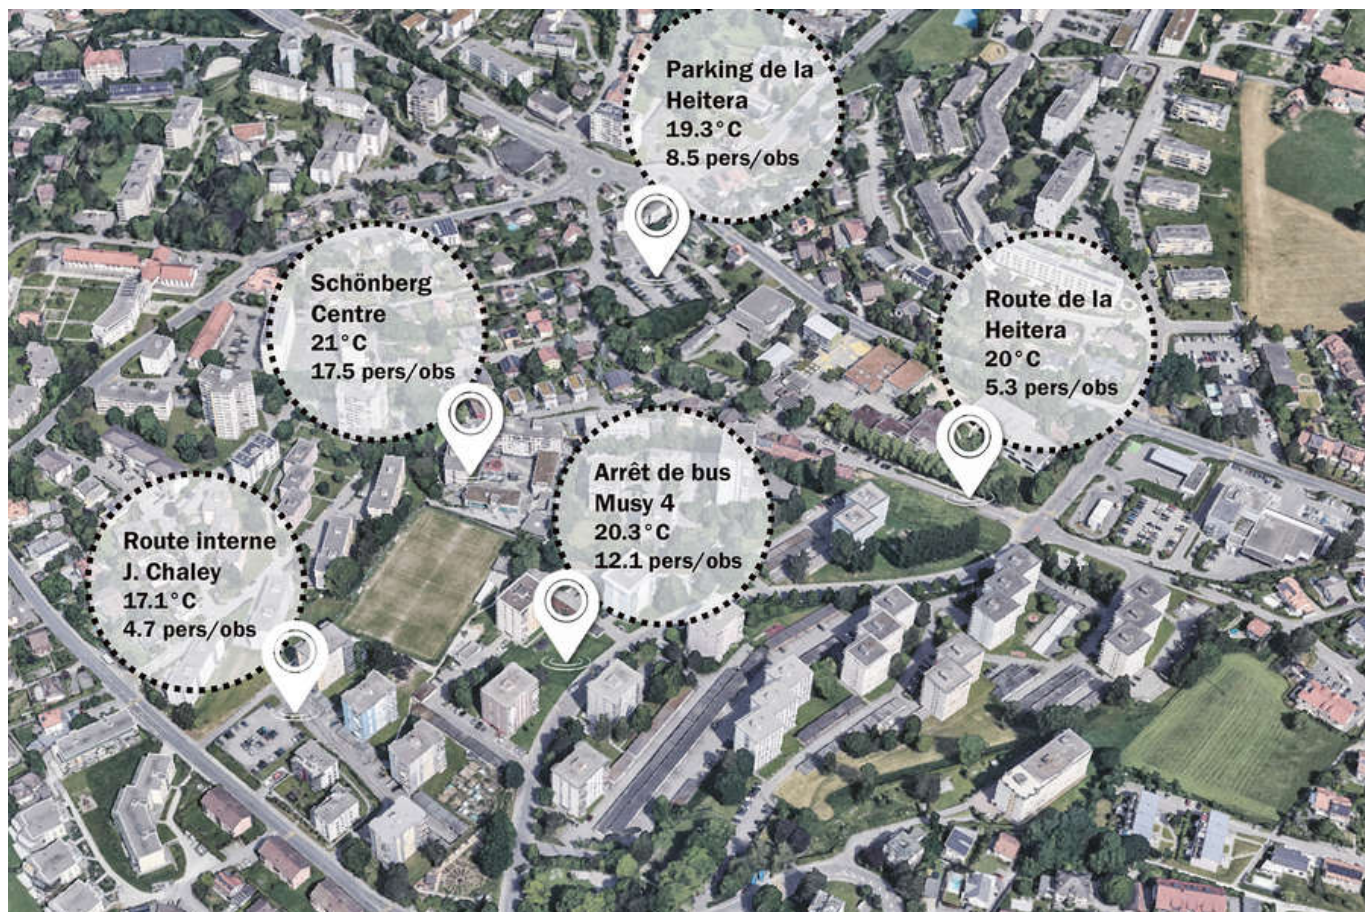 Parking de la
Heitera
19.3°C
8.5 pers/obs
Schönberg
Centre
21°C
17.5 pers/obs
Route de la
Heitera
20°C
5.3 pers/obs
Arrêt de bus
Musy 4
20.3°C
12.1 pers/obs
Route interne
J. Chaley
17.1°C
4.7 pers/obs